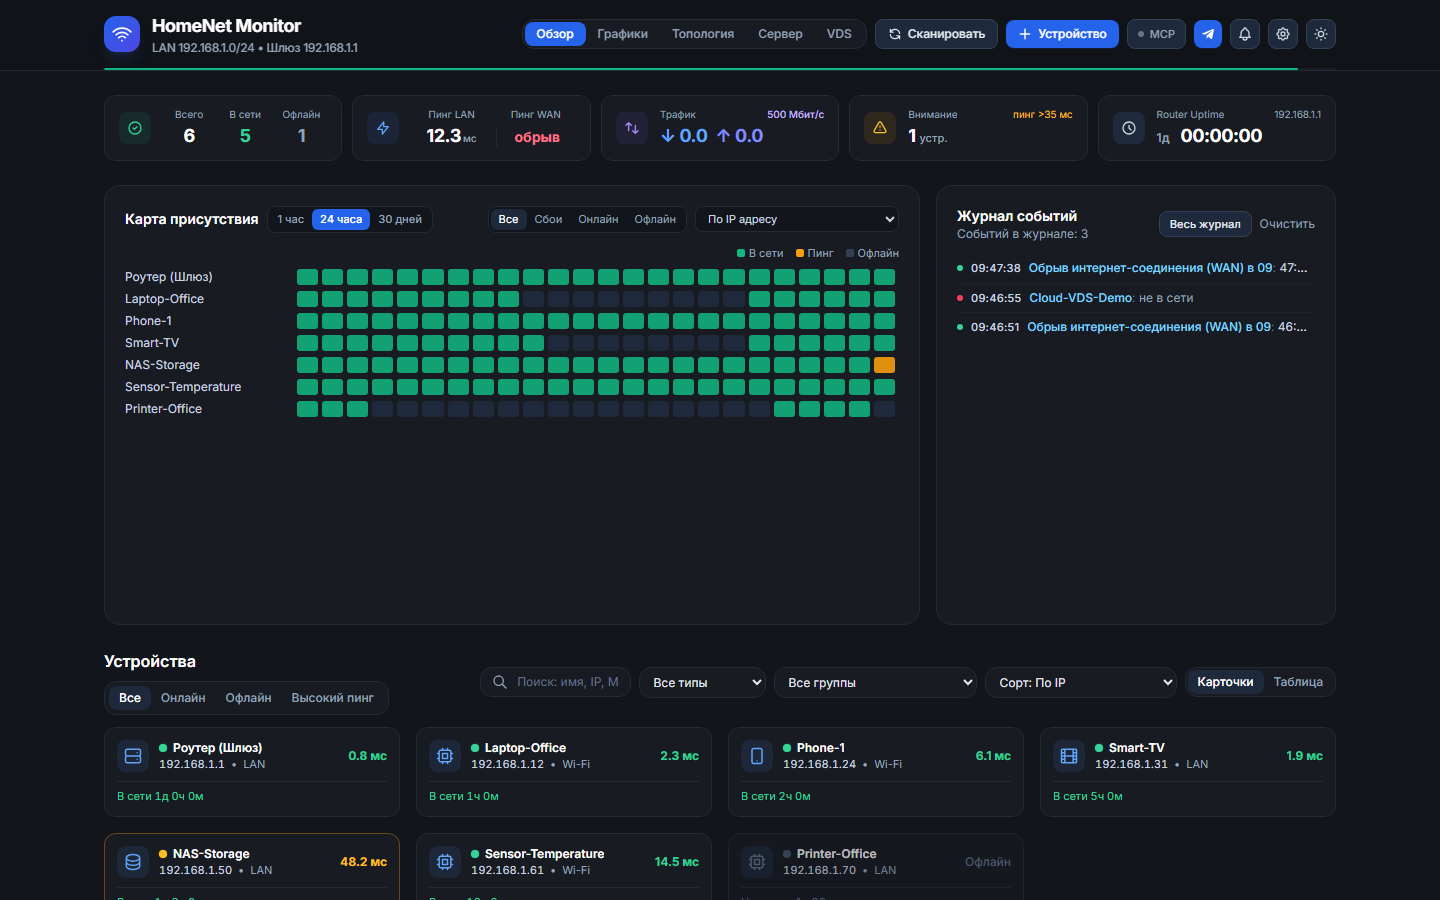 HomeNet Monitor
LAN 192.168.1.0/24 • Шлюз 192.168.1.1
Обзор Графики Топология Сервер VDS
Сканировать
Устройство
MCP
Всего В сети Офлайн
6 5 1
Пинг LAN Пинг WAN
12.3 мс обрыв
Трафик 500 Мбит/с
↓ 0.0 ↑ 0.0
Внимание пинг >35 мс
1 устр.
Router Uptime 192.168.1.1
1д 00:00:00
Карта присутствия 1 час 24 часа 30 дней Все Сбои Онлайн Офлайн По IP адресу
В сети Пинг Офлайн
Роутер (Шлюз)
Laptop-Office
Phone-1
Smart-TV
NAS-Storage
Sensor-Temperature
Printer-Office
Журнал событий
Событий в журнале: 3
Весь журнал Очистить
09:47:38 Обрыв интернет-соединения (WAN) в 09: 47:...
09:46:55 Cloud-VDS-Demo: не в сети
09:46:51 Обрыв интернет-соединения (WAN) в 09: 46:...
Устройства
Все Онлайн Офлайн Высокий пинг
Поиск: имя, IP, M Все типы Все группы Сорт: По IP Карточки Таблица
Роутер (Шлюз) 0.8 мс
192.168.1.1 • LAN
В сети 1д 0ч 0м
Laptop-Office 2.3 мс
192.168.1.12 • Wi-Fi
В сети 1ч 0м
Phone-1 6.1 мс
192.168.1.24 • Wi-Fi
В сети 2ч 0м
Smart-TV 1.9 мс
192.168.1.31 • LAN
В сети 5ч 0м
NAS-Storage 48.2 мс
192.168.1.50 • LAN
Sensor-Temperature 14.5 мс
192.168.1.61 • Wi-Fi
Printer-Office Офлайн
192.168.1.70 • LAN